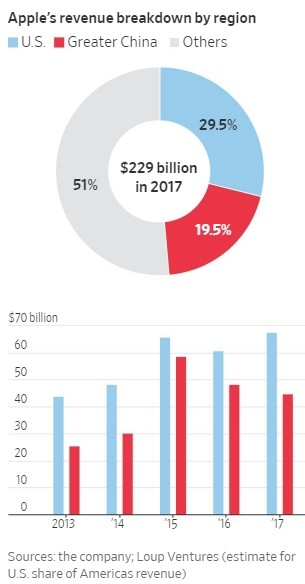 Apple's revenue breakdown by region
U.S. Greater China Others
29.5%
$229 billion
in 2017
51%
19.5%
$70 billion
60
50
40
30
20
10
0
2013 '14 '15 '16 '17
Sources: the company; Loup Ventures (estimate for
U.S. share of Americas revenue)